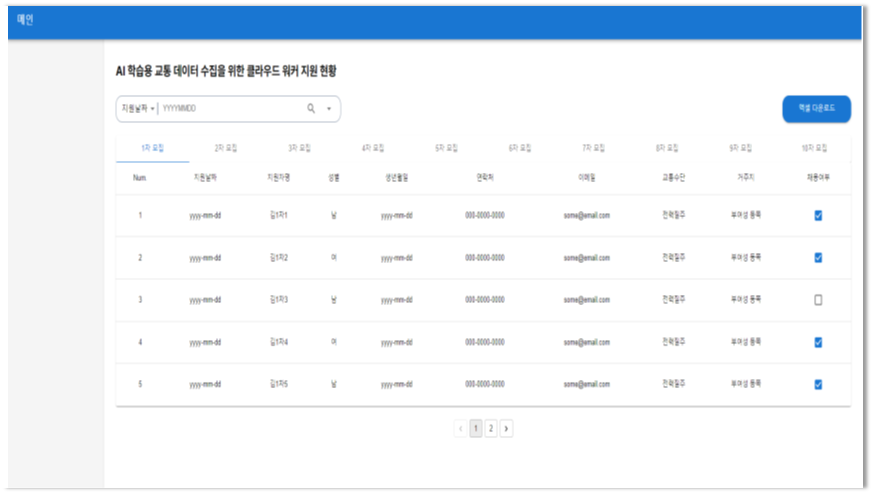 메인
AI 학습용 교통 데이터 수집을 위한 클라우드 워커 지원 현황
지원날짜 YYYYMMDD
엑셀 다운로드
1차 모집 2차 모집 3차 모집 4차 모집 5차 모집 6차 모집 7차 모집 8차 모집 9차 모집 10차 모집
Num 지원날짜 지원자명 성별 생년월일 연락처 이메일 교통수단 거주지 채용여부
1 yyyy-mm-dd 김1지1 남 yyyy-mm-dd 000-0000-0000 some@email.com 전력질주 부여성 동쪽
2 yyyy-mm-dd 김1지2 여 yyyy-mm-dd 000-0000-0000 some@email.com 전력질주 부여성 동쪽
3 yyyy-mm-dd 김1지3 남 yyyy-mm-dd 000-0000-0000 some@email.com 전력질주 부여성 동쪽
4 yyyy-mm-dd 김1지4 여 yyyy-mm-dd 000-0000-0000 some@email.com 전력질주 부여성 동쪽
5 yyyy-mm-dd 김1지5 남 yyyy-mm-dd 000-0000-0000 some@email.com 전력질주 부여성 동쪽
1 2